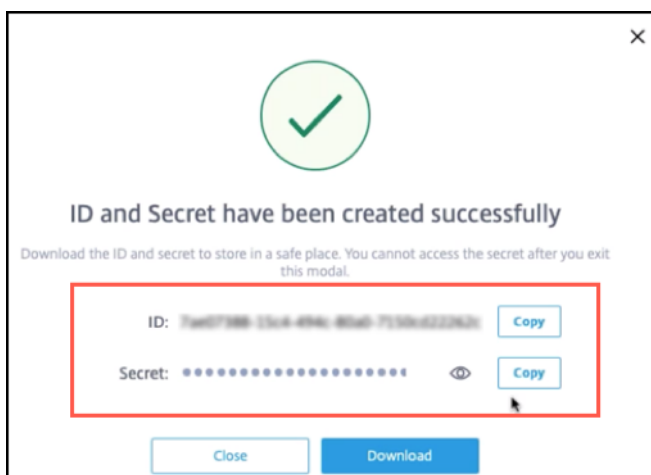 ID and Secret have been created successfully
Download the ID and secret to store in a safe place. You cannot access the secret after you exit
this modal.
ID: Copy
Secret: Copy
Close Download